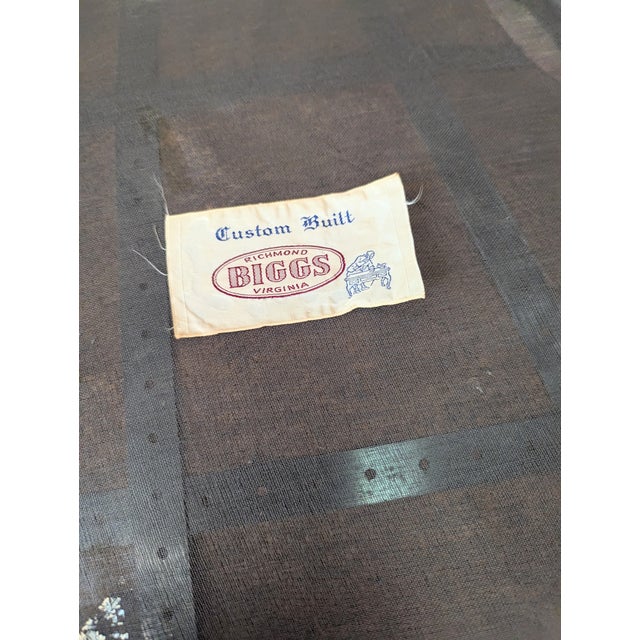 Custom Built
RICHMOND
BIGGS
VIRGINIA